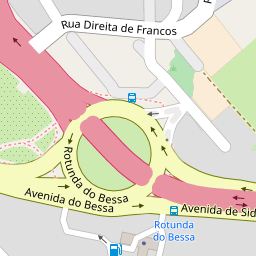 Rua Direita de Francos
Rotunda do Bessa
Avenida do Bessa
Avenida de Sid
Rotunda
do Bessa